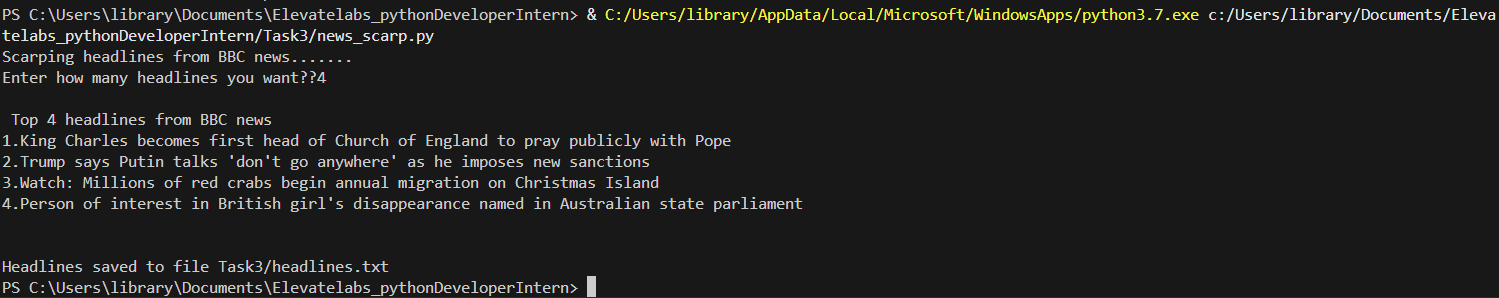 PS C:\Users\library\Documents\Elevatelabs_pythonDeveloperIntern> & C:/Users/library/AppData/Local/Microsoft/WindowsApps/python3.7.exe c:/Users/library/Documents/Eleva
telabs_pythonDeveloperIntern/Task3/news_scarp.py
Scarping headlines from BBC news.......
Enter how many headlines you want??4
Top 4 headlines from BBC news
1.King Charles becomes first head of Church of England to pray publicly with Pope
2.Trump says Putin talks 'don't go anywhere' as he imposes new sanctions
3.Watch: Millions of red crabs begin annual migration on Christmas Island
4.Person of interest in British girl's disappearance named in Australian state parliament
Headlines saved to file Task3/headlines.txt
PS C:\Users\library\Documents\Elevatelabs_pythonDeveloperIntern>